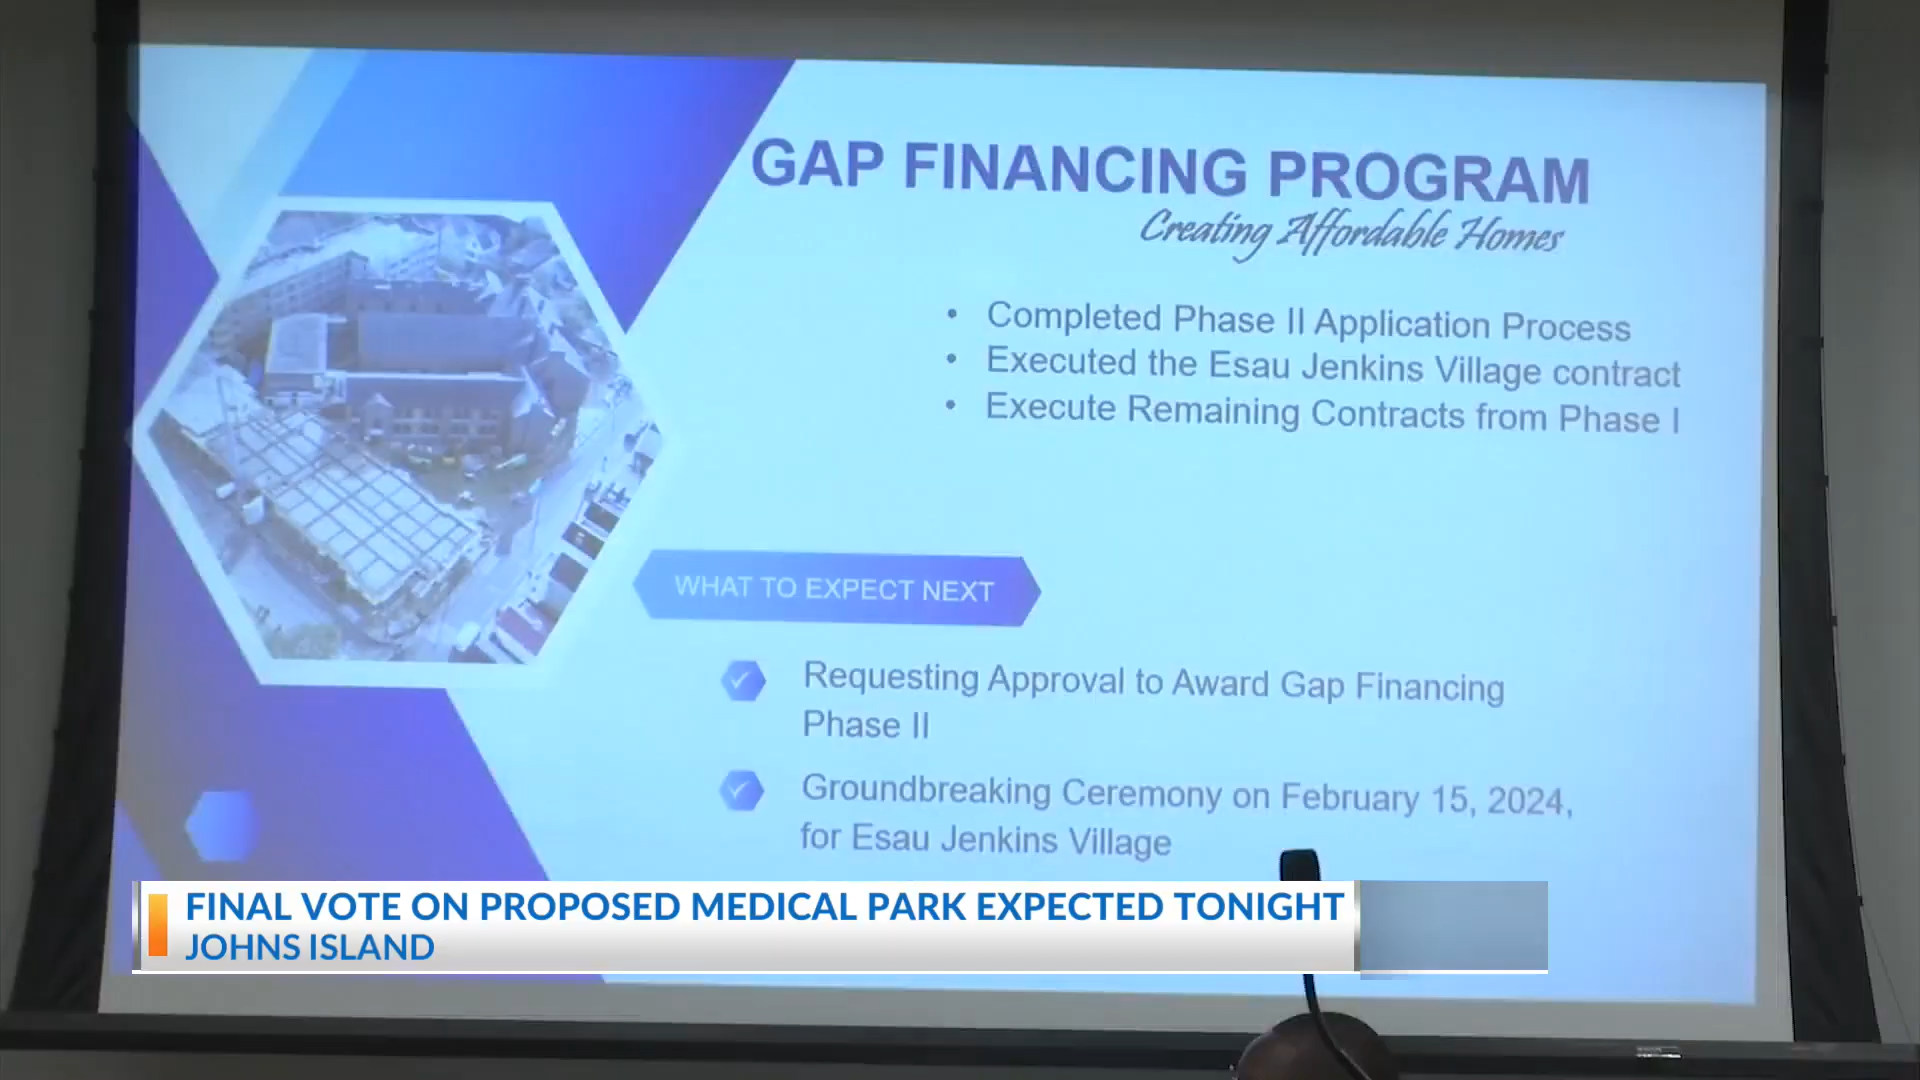 GAP FINANCING PROGRAM
Creating Affordable Homes
• Completed Phase II Application Process
• Executed the Esau Jenkins Village contract
• Execute Remaining Contracts from Phase I
WHAT TO EXPECT NEXT
Requesting Approval to Award Gap Financing
Phase II
Groundbreaking Ceremony on February 15, 2024,
for Esau Jenkins Village
FINAL VOTE ON PROPOSED MEDICAL PARK EXPECTED TONIGHT
JOHNS ISLAND